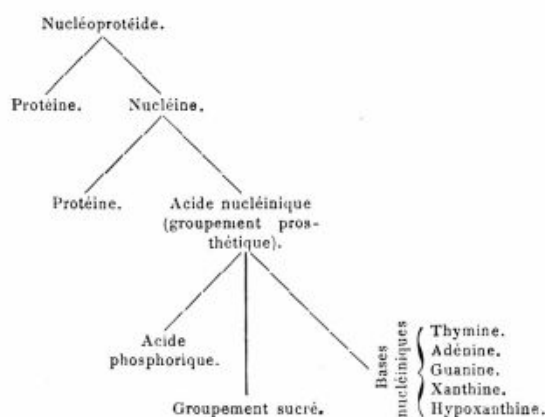 Nucléoprotéide.
Protéine.
Nucléine.
Protéine.
Acide nucléinique
(groupement pros-
thétique).
Acide
phosphorique.
Groupement sucré.
Bases
nucléiniques
Thymine.
Adénine.
Guanine.
Xanthine.
Hypoxanthine.